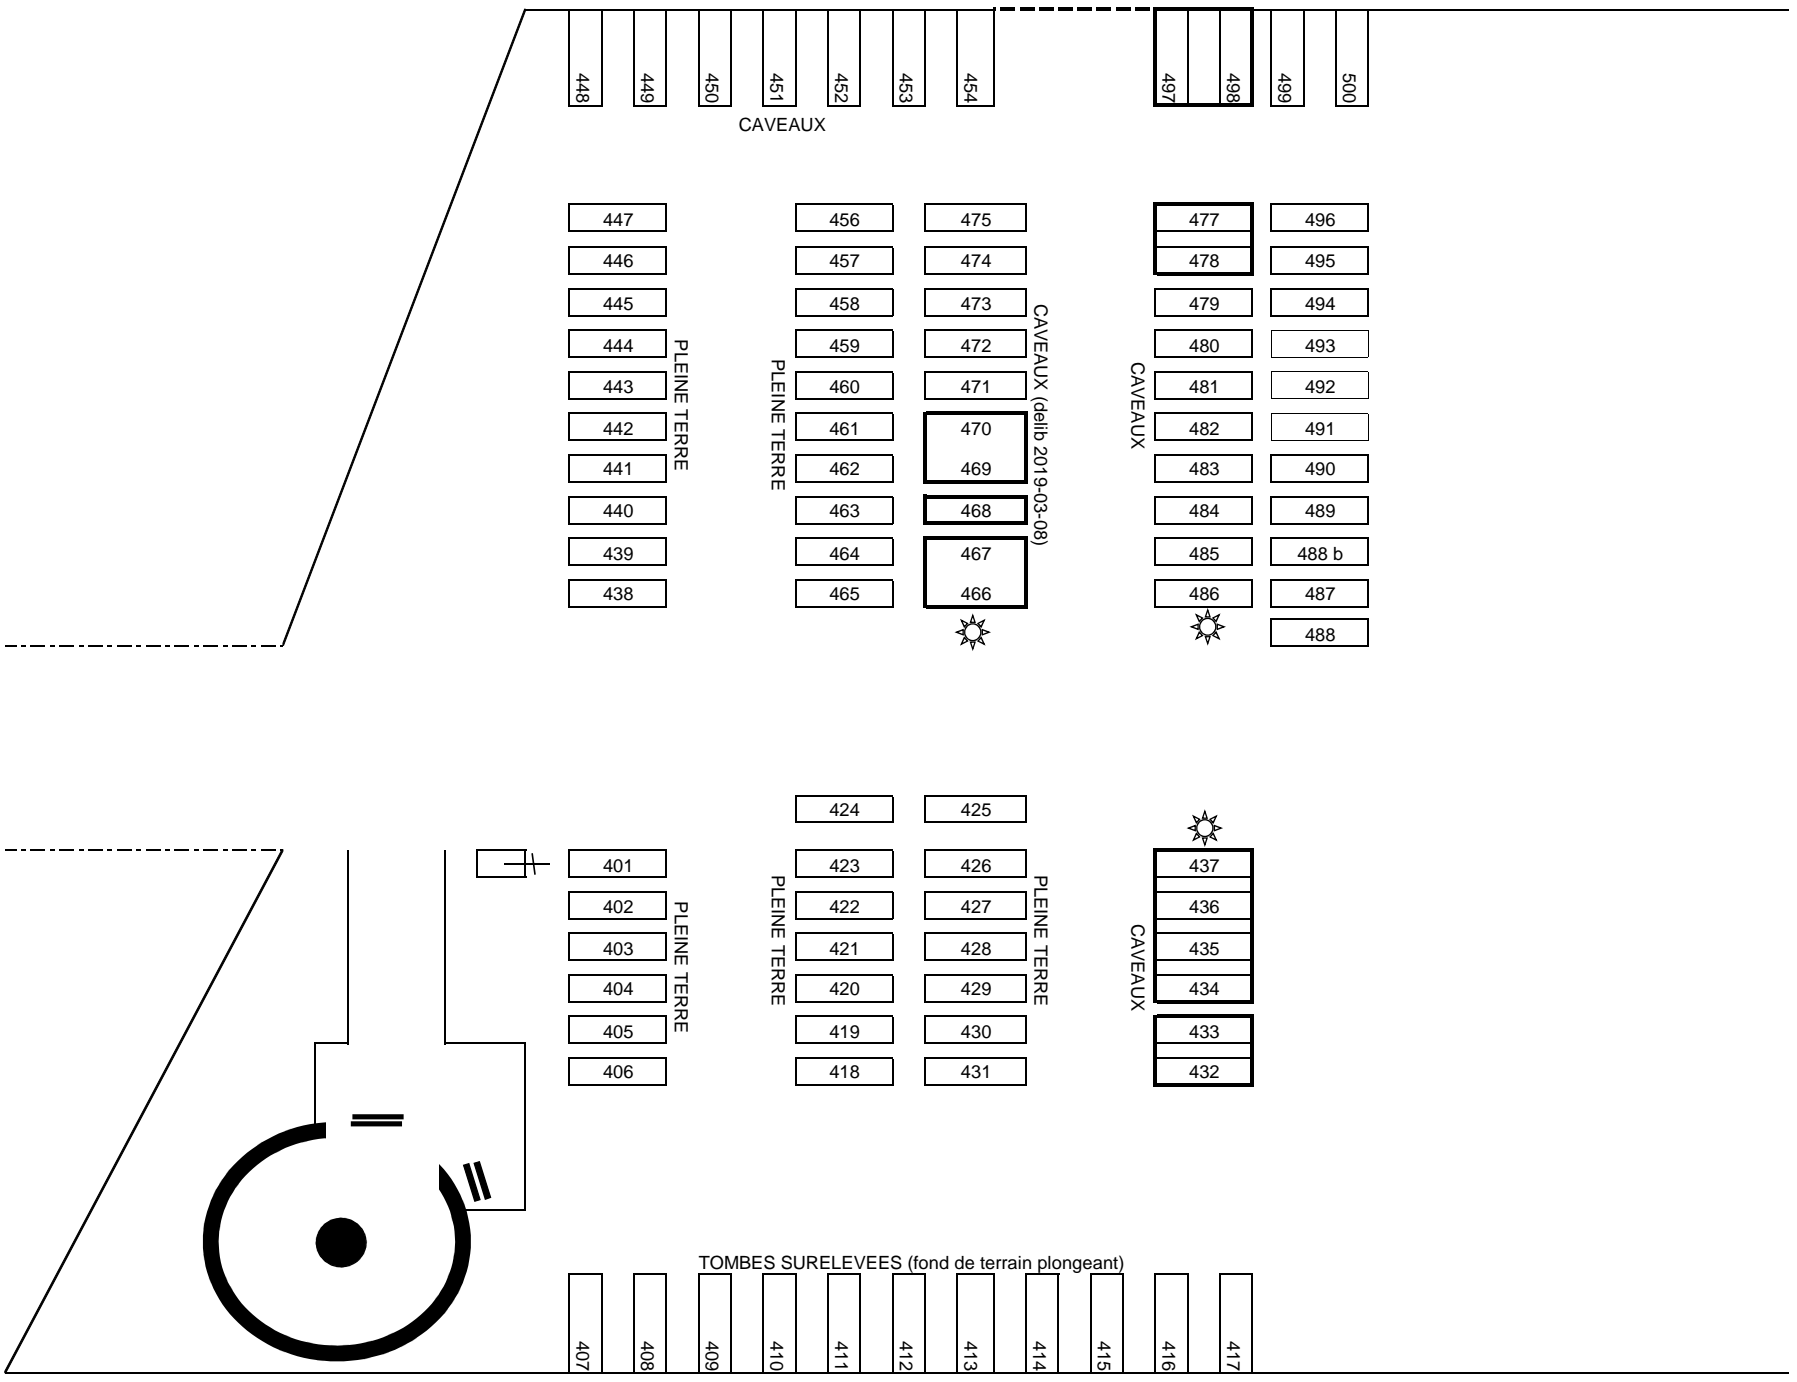 448 449 450 451 452 453 454 497 498 499 500
CAVEAUX
447 456 475 477 496
446 457 474 478 495
445 458 473 479 494
444 459 472 480 493
443 460 471 481 492
442 461 470 482 491
441 462 469 483 490
440 463 468 484 489
439 464 467 485 488 b
438 465 466 486 487
488
PLEINE TERRE
PLEINE TERRE
CAVEAUX (delib 2019-03-08)
CAVEAUX
424 425
401 423 426 437
402 422 427 436
403 421 428 435
404 420 429 434
405 419 430 433
406 418 431 432
PLEINE TERRE
PLEINE TERRE
PLEINE TERRE
CAVEAUX
TOMBES SURELEVEES (fond de terrain plongeant)
407 408 409 410 411 412 413 414 415 416 417